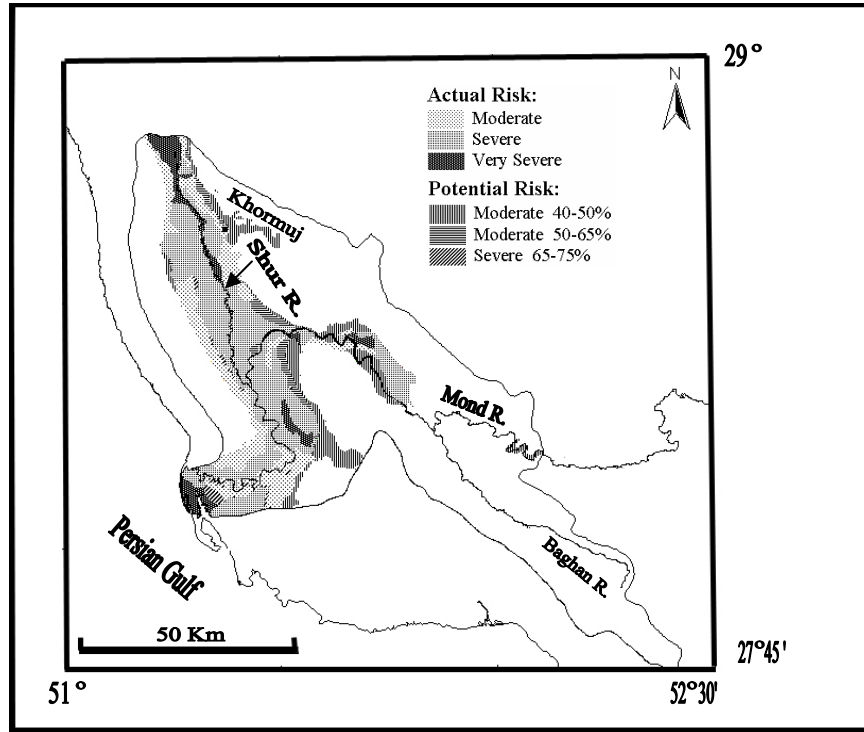 29°
N
Actual Risk:
Moderate
Severe
Very Severe
Potential Risk:
Moderate 40-50%
Moderate 50-65%
Severe 65-75%
Khormuj
Shur R.
Mond R.
Baghan R.
Persian Gulf
50 Km
27°45'
51°
52°30'